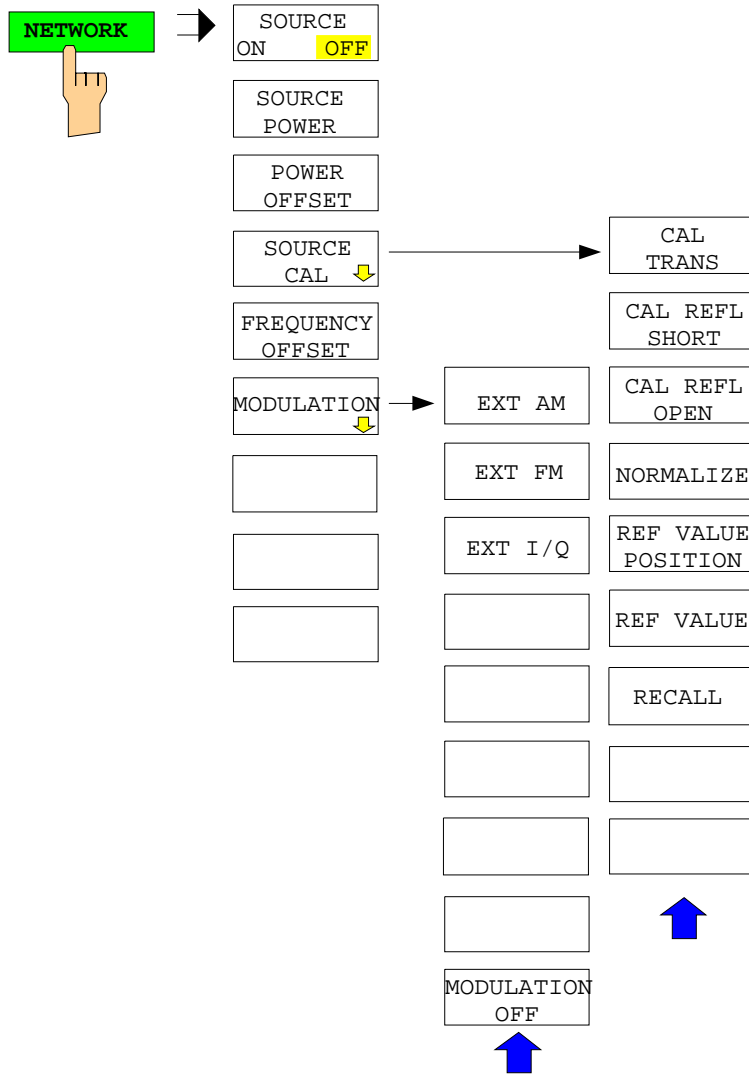 NETWORK
SOURCE
ON OFF
SOURCE
POWER
POWER
OFFSET
SOURCE
CAL
FREQUENCY
OFFSET
MODULATION
EXT AM
EXT FM
EXT I/Q
MODULATION
OFF
CAL
TRANS
CAL REFL
SHORT
CAL REFL
OPEN
NORMALIZE
REF VALUE
POSITION
REF VALUE
RECALL